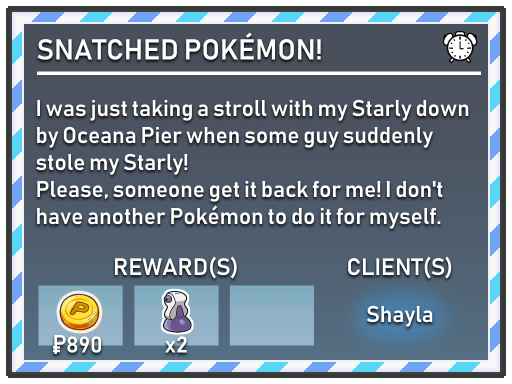 SNATCHED POKÉMON!
I was just taking a stroll with my Starly down
by Oceana Pier when some guy suddenly
stole my Starly!
Please, someone get it back for me! I don't
have another Pokémon to do it for myself.
REWARD(S)
CLIENT(S)
P
₽890
x2
Shayla